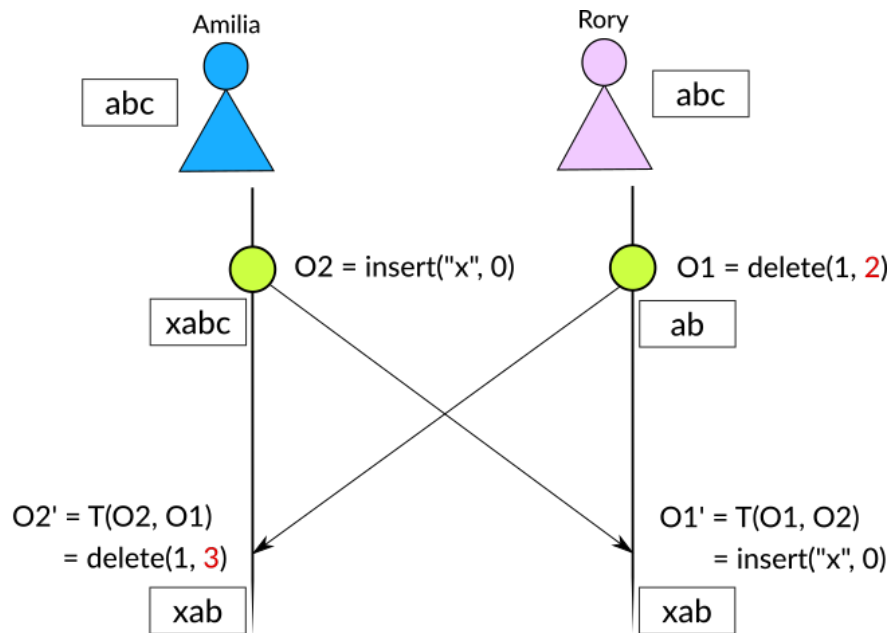 Amilia
Rory
abc
abc
O2 = insert("x", 0)
O1 = delete(1, 2)
xabc
ab
O2' = T(O2, O1)
= delete(1, 3)
O1' = T(O1, O2)
= insert("x", 0)
xab
xab